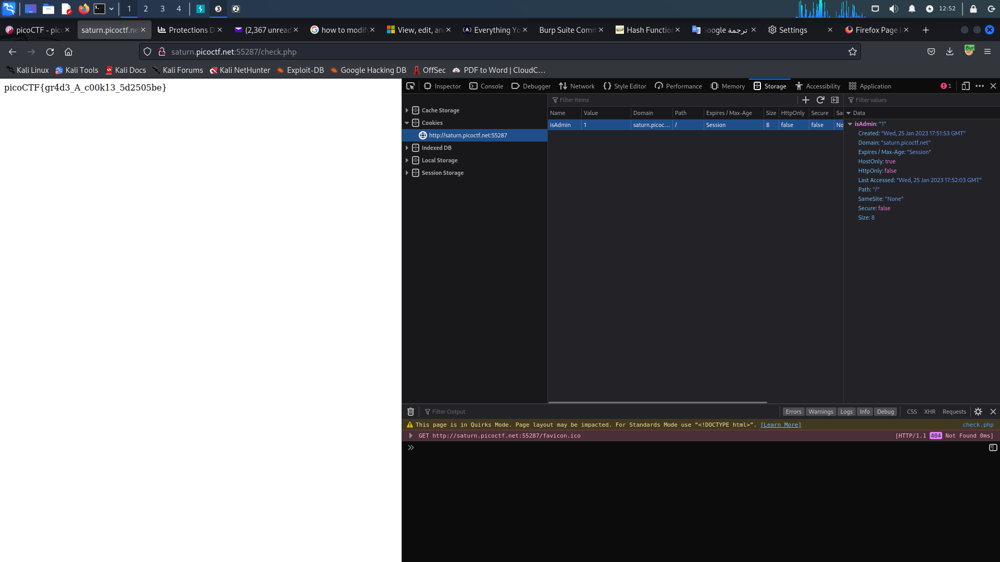 1 2 3 4 3 2 12:52
picoCTF - pic saturn.picoctf.ne Protections D (2,367 unread how to modify View, edit, an Everything Yo Burp Suite Comm Hash Function ترجمة Google Settings Firefox Page I
saturn.picoctf.net:55287/check.php
Kali Linux Kali Tools Kali Docs Kali Forums Kali NetHunter Exploit-DB Google Hacking DB OffSec PDF to Word | CloudC…
picoCTF{gr4d3_A_c00k13_5d2505be}
Inspector Console Debugger Network Style Editor Performance Memory Storage Accessibility Application 1
Cache Storage
Cookies
http://saturn.picoctf.net:55287
Indexed DB
Local Storage
Session Storage
Filter Items
Name Value Domain Path Expires / Max-Age Size HttpOnly Secure Sa
isAdmin 1 saturn.picoc… / Session 8 false false No
Filter values
Data
isAdmin: "1"
Created: "Wed, 25 Jan 2023 17:51:53 GMT"
Domain: "saturn.picoctf.net"
Expires / Max-Age: "Session"
HostOnly: true
HttpOnly: false
Last Accessed: "Wed, 25 Jan 2023 17:52:03 GMT"
Path: "/"
SameSite: "None"
Secure: false
Size: 8
Filter Output Errors Warnings Logs Info Debug CSS XHR Requests
This page is in Quirks Mode. Page layout may be impacted. For Standards Mode use “<!DOCTYPE html>”. [Learn More] check.php
GET http://saturn.picoctf.net:55287/favicon.ico [HTTP/1.1 404 Not Found 0ms]